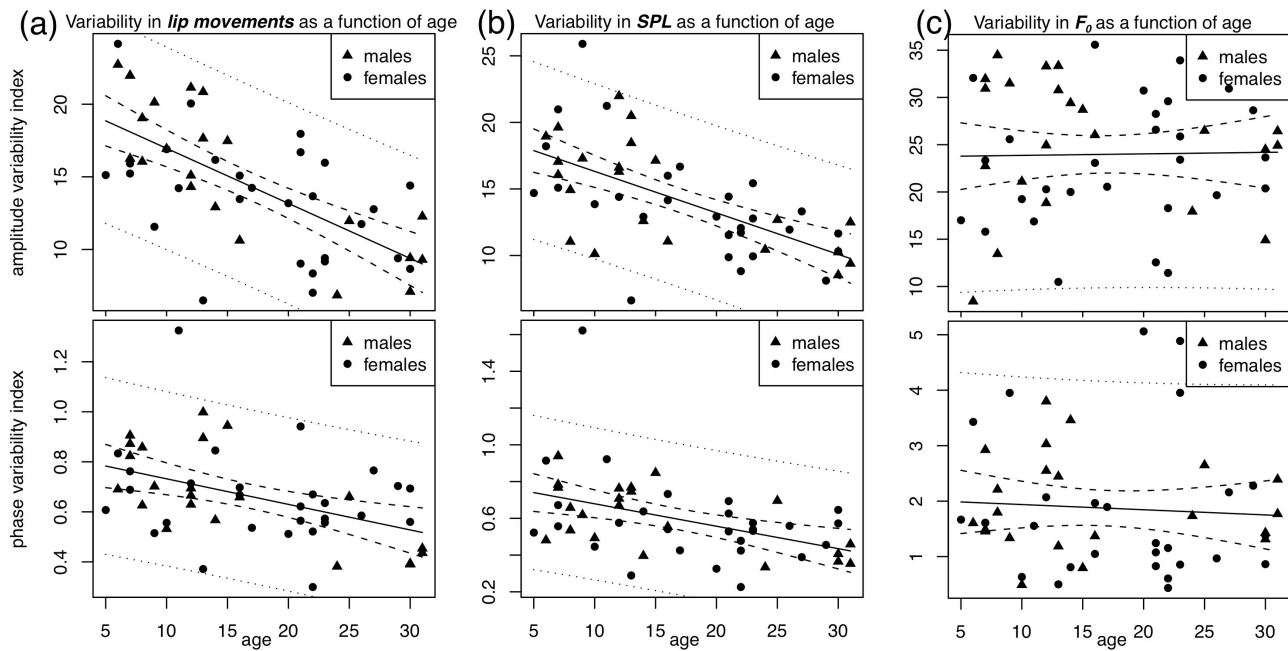 (a) Variability in lip movements as a function of age
(b) Variability in SPL as a function of age
(c) Variability in F0 as a function of age
amplitude variability index
10 15 20
males
females
10 15 20 25
males
females
10 15 20 25 30 35
males
females
phase variability index
0.4 0.6 0.8 1.0 1.2
males
females
0.2 0.6 1.0 1.4
males
females
1 2 3 4 5
males
females
5 10 15 20 25 30
age
5 10 15 20 25 30
age
5 10 15 20 25 30
age